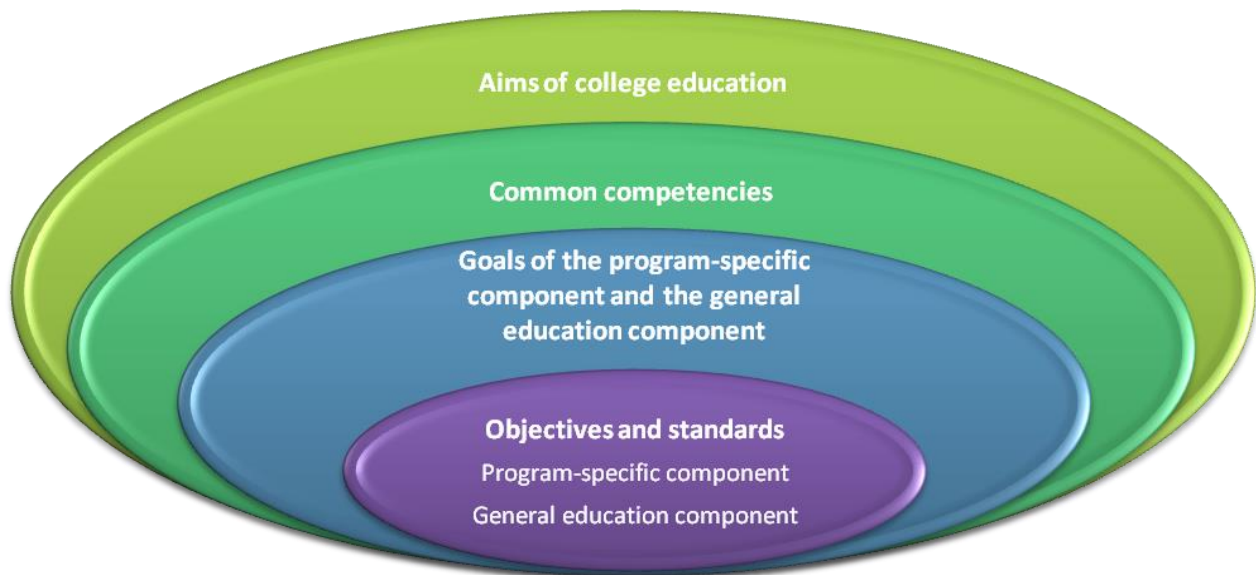 Aims of college education
Common competencies
Goals of the program-specific
component and the general
education component
Objectives and standards
Program-specific component
General education component